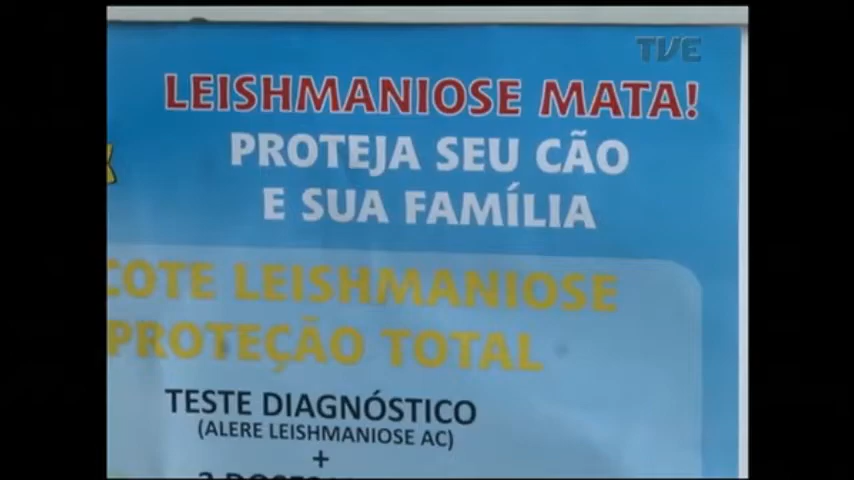 TVE
LEISHMANIOSE MATA!
PROTEJA SEU CÃO
E SUA FAMÍLIA
COTE LEISHMANIOSE
PROTEÇÃO TOTAL
TESTE DIAGNÓSTICO
(ALERE LEISHMANIOSE AC)
+